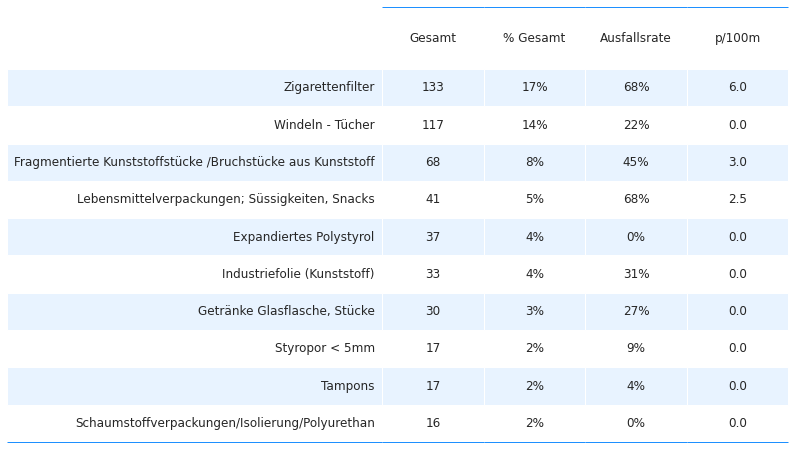 Gesamt % Gesamt Ausfallsrate p/100m
Zigarettenfilter 133 17% 68% 6.0
Windeln - Tücher 117 14% 22% 0.0
Fragmentierte Kunststoffstücke /Bruchstücke aus Kunststoff 68 8% 45% 3.0
Lebensmittelverpackungen; Süssigkeiten, Snacks 41 5% 68% 2.5
Expandiertes Polystyrol 37 4% 0% 0.0
Industriefolie (Kunststoff) 33 4% 31% 0.0
Getränke Glasflasche, Stücke 30 3% 27% 0.0
Styropor < 5mm 17 2% 9% 0.0
Tampons 17 2% 4% 0.0
Schaumstoffverpackungen/Isolierung/Polyurethan 16 2% 0% 0.0